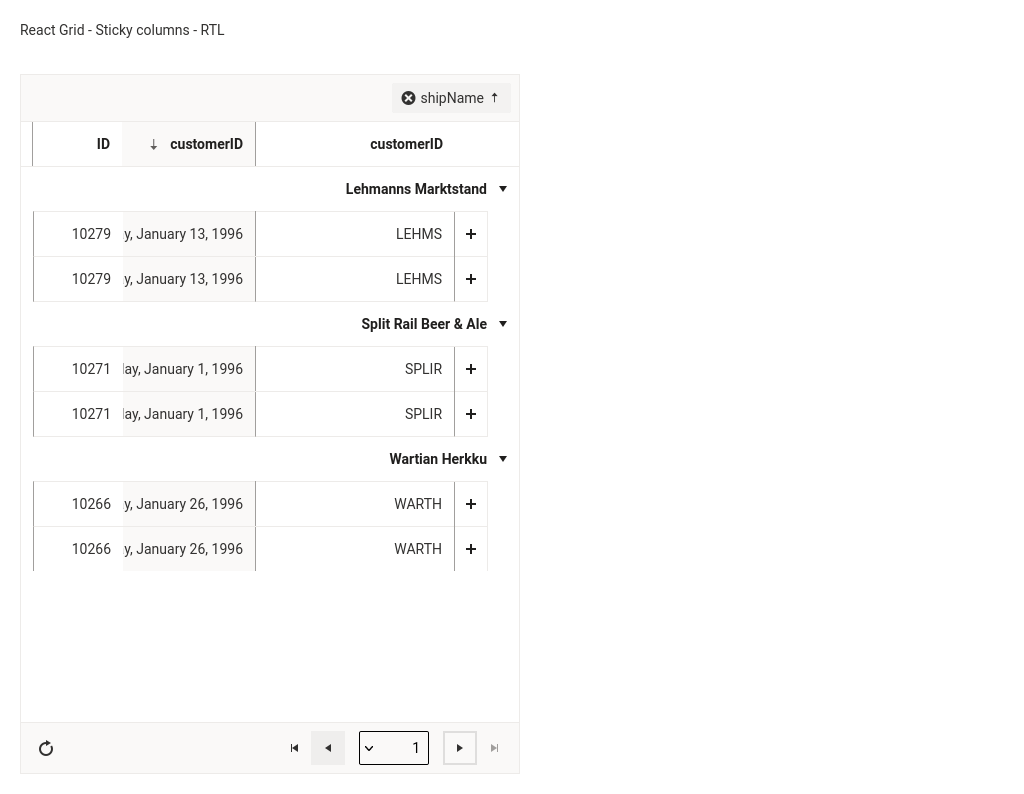 React Grid - Sticky columns - RTL
shipName
ID customerID customerID
Lehmanns Marktstand
10279 y, January 13, 1996 LEHMS
10279 y, January 13, 1996 LEHMS
Split Rail Beer & Ale
10271 ay, January 1, 1996 SPLIR
10271 ay, January 1, 1996 SPLIR
Wartian Herkku
10266 y, January 26, 1996 WARTH
10266 y, January 26, 1996 WARTH
1